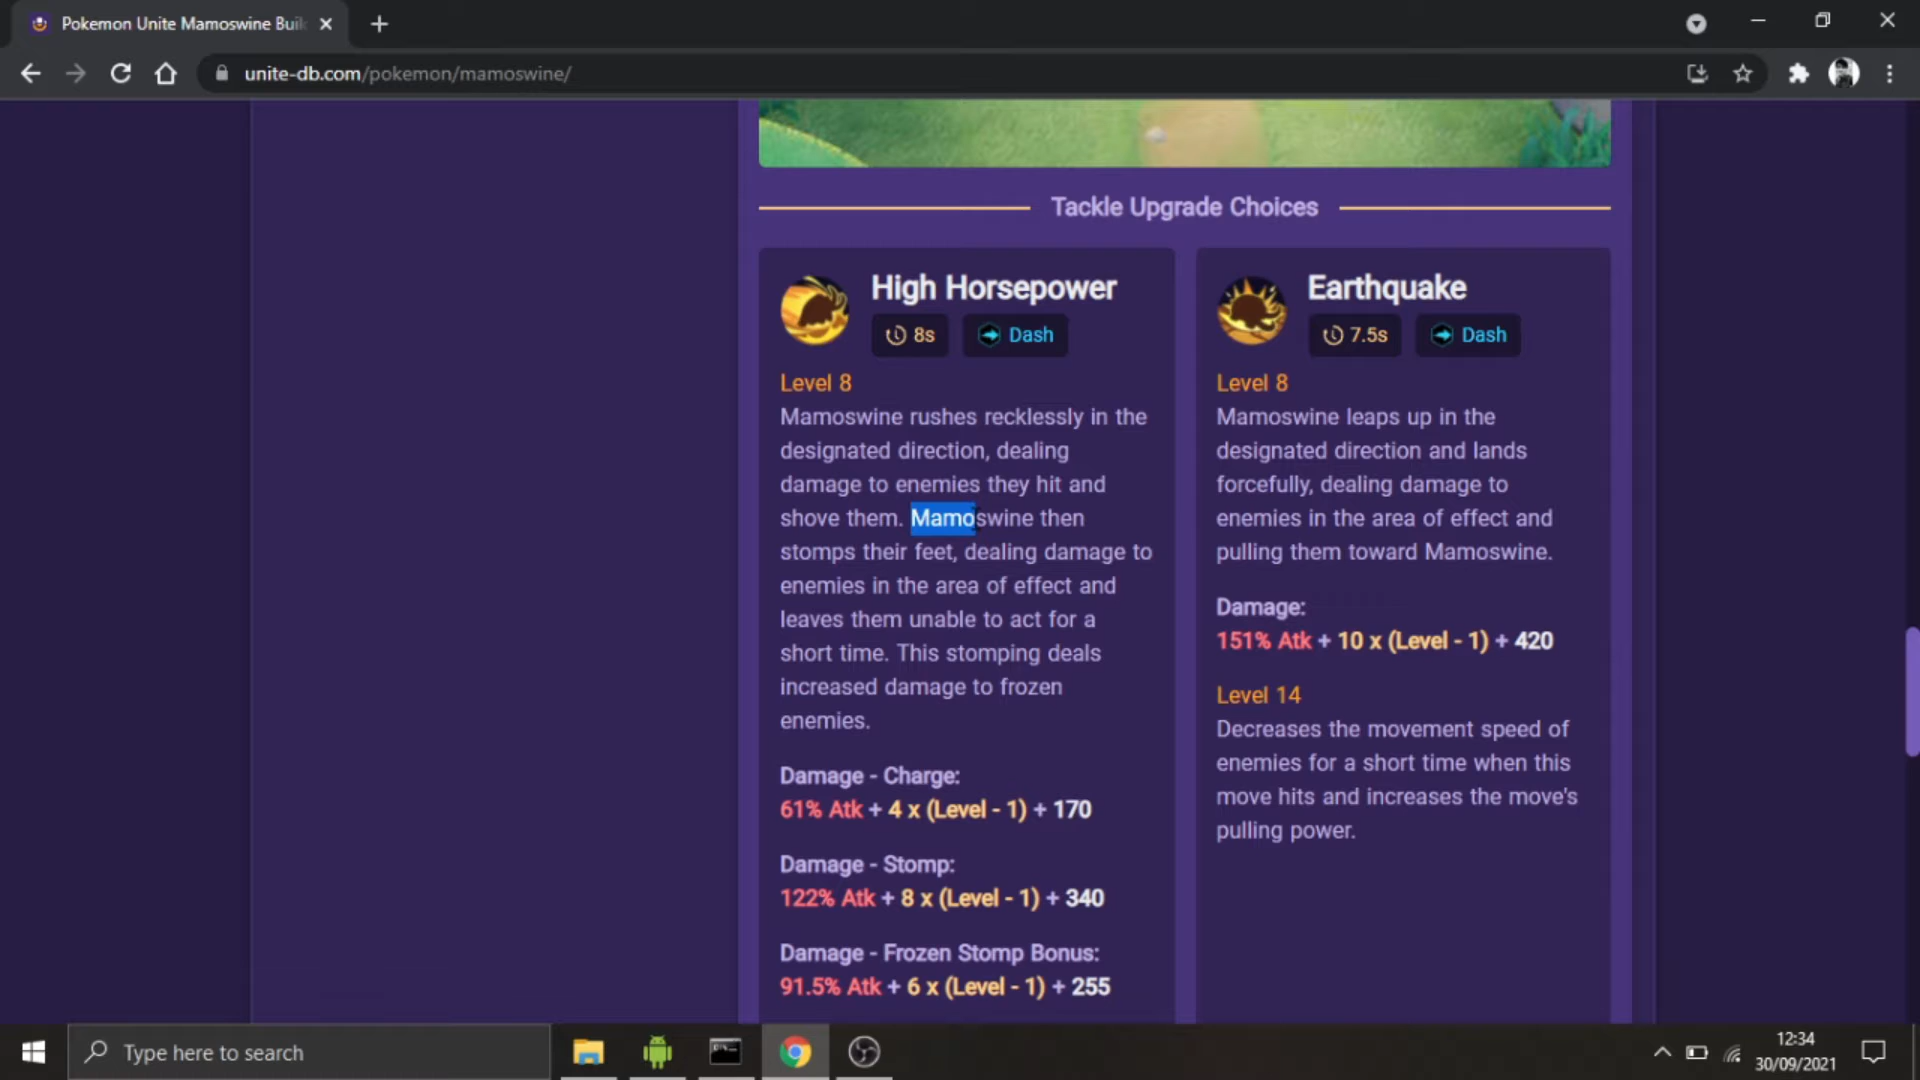 Pokemon Unite Mamoswine Buil
unite-db.com/pokemon/mamoswine/
Tackle Upgrade Choices
High Horsepower
8s
Dash
Level 8
Mamoswine rushes recklessly in the
designated direction, dealing
damage to enemies they hit and
shove them. Mamoswine then
stomps their feet, dealing damage to
enemies in the area of effect and
leaves them unable to act for a
short time. This stomping deals
increased damage to frozen
enemies.
Damage - Charge:
61% Atk + 4 x (Level - 1) + 170
Damage - Stomp:
122% Atk + 8 x (Level - 1) + 340
Damage - Frozen Stomp Bonus:
91.5% Atk + 6 x (Level - 1) + 255
Earthquake
7.5s
Dash
Level 8
Mamoswine leaps up in the
designated direction and lands
forcefully, dealing damage to
enemies in the area of effect and
pulling them toward Mamoswine.
Damage:
151% Atk + 10 x (Level - 1) + 420
Level 14
Decreases the movement speed of
enemies for a short time when this
move hits and increases the move's
pulling power.
Type here to search
12:34
30/09/2021